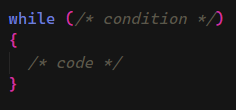 while (/* condition */)
{
    /* code */
}